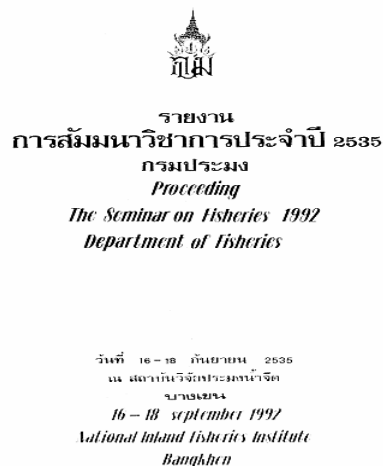 รายงาน
การสัมมนาวิชาการประจำปี 2535
กรมประมง
Proceeding
The Seminar on Fisheries 1992
Department of Fisheries
วันที่ 16-18 กันยายน 2535
ณ สถาบันวิจัยประมงน้ำจืด
บางเขน
16 - 18 september 1992
National Inland Fisheries Institute
Bangkhen